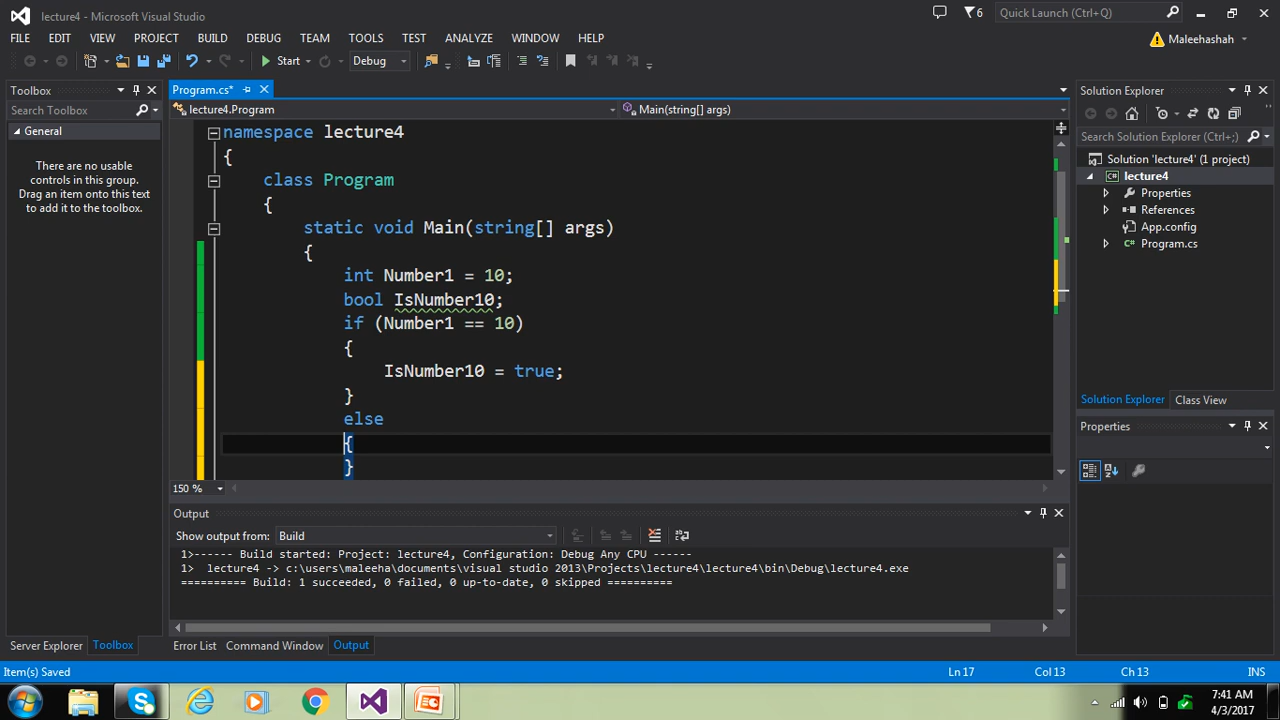 lecture4 - Microsoft Visual Studio
6
Quick Launch (Ctrl+Q)
FILE EDIT VIEW PROJECT BUILD DEBUG TEAM TOOLS TEST ANALYZE WINDOW HELP
Maleehashah
Start
Debug
Toolbox
Program.cs*
Solution Explorer
Search Toolbox
lecture4.Program
Main(string[] args)
General
There are no usable
controls in this group.
Drag an item onto this text
to add it to the toolbox.
namespace lecture4
{
class Program
{
static void Main(string[] args)
{
int Number1 = 10;
bool IsNumber10;
if (Number1 == 10)
{
IsNumber10 = true;
}
else
{
}
150 %
Search Solution Explorer (Ctrl+;)
Solution 'lecture4' (1 project)
lecture4
Properties
References
App.config
Program.cs
Solution Explorer Class View
Properties
Output
Show output from: Build
1>------ Build started: Project: lecture4, Configuration: Debug Any CPU ------
1> lecture4 -> c:\users\maleeha\documents\visual studio 2013\Projects\lecture4\lecture4\bin\Debug\lecture4.exe
========== Build: 1 succeeded, 0 failed, 0 up-to-date, 0 skipped ==========
Server Explorer Toolbox
Error List Command Window Output
Item(s) Saved
Ln 17
Col 13
Ch 13
INS
7:41 AM
4/3/2017